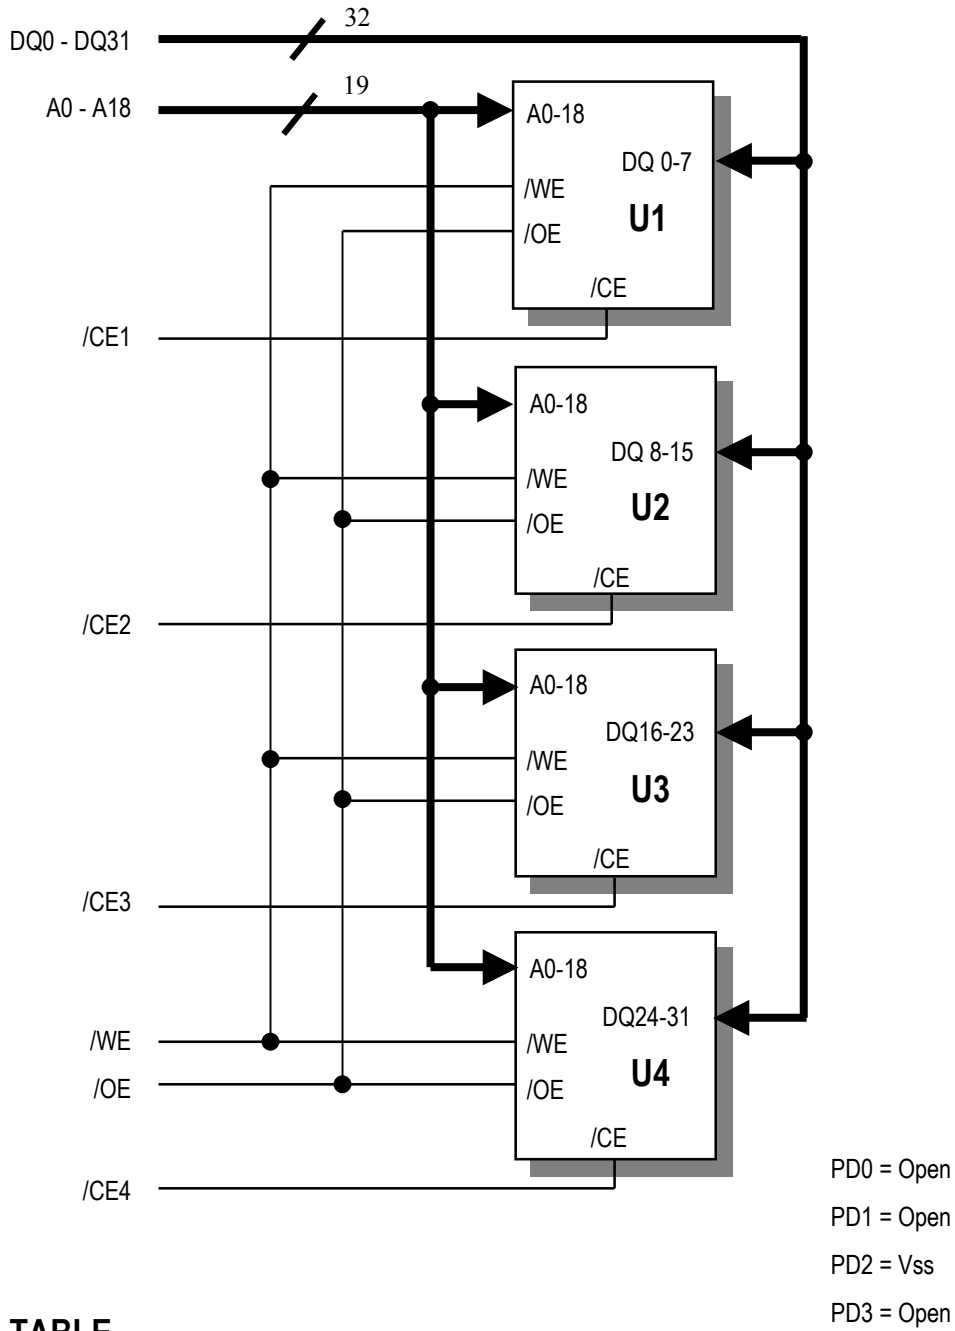 32
DQ0 - DQ31
19
A0 - A18
A0-18
DQ 0-7
/WE
U1
/OE
/CE
/CE1
A0-18
DQ 8-15
/WE
U2
/OE
/CE
/CE2
A0-18
DQ16-23
/WE
U3
/OE
/CE
/CE3
A0-18
DQ24-31
/WE
/WE
U4
/OE
/OE
/CE
/CE4
PD0 = Open
PD1 = Open
PD2 = Vss
PD3 = Open
TABLE